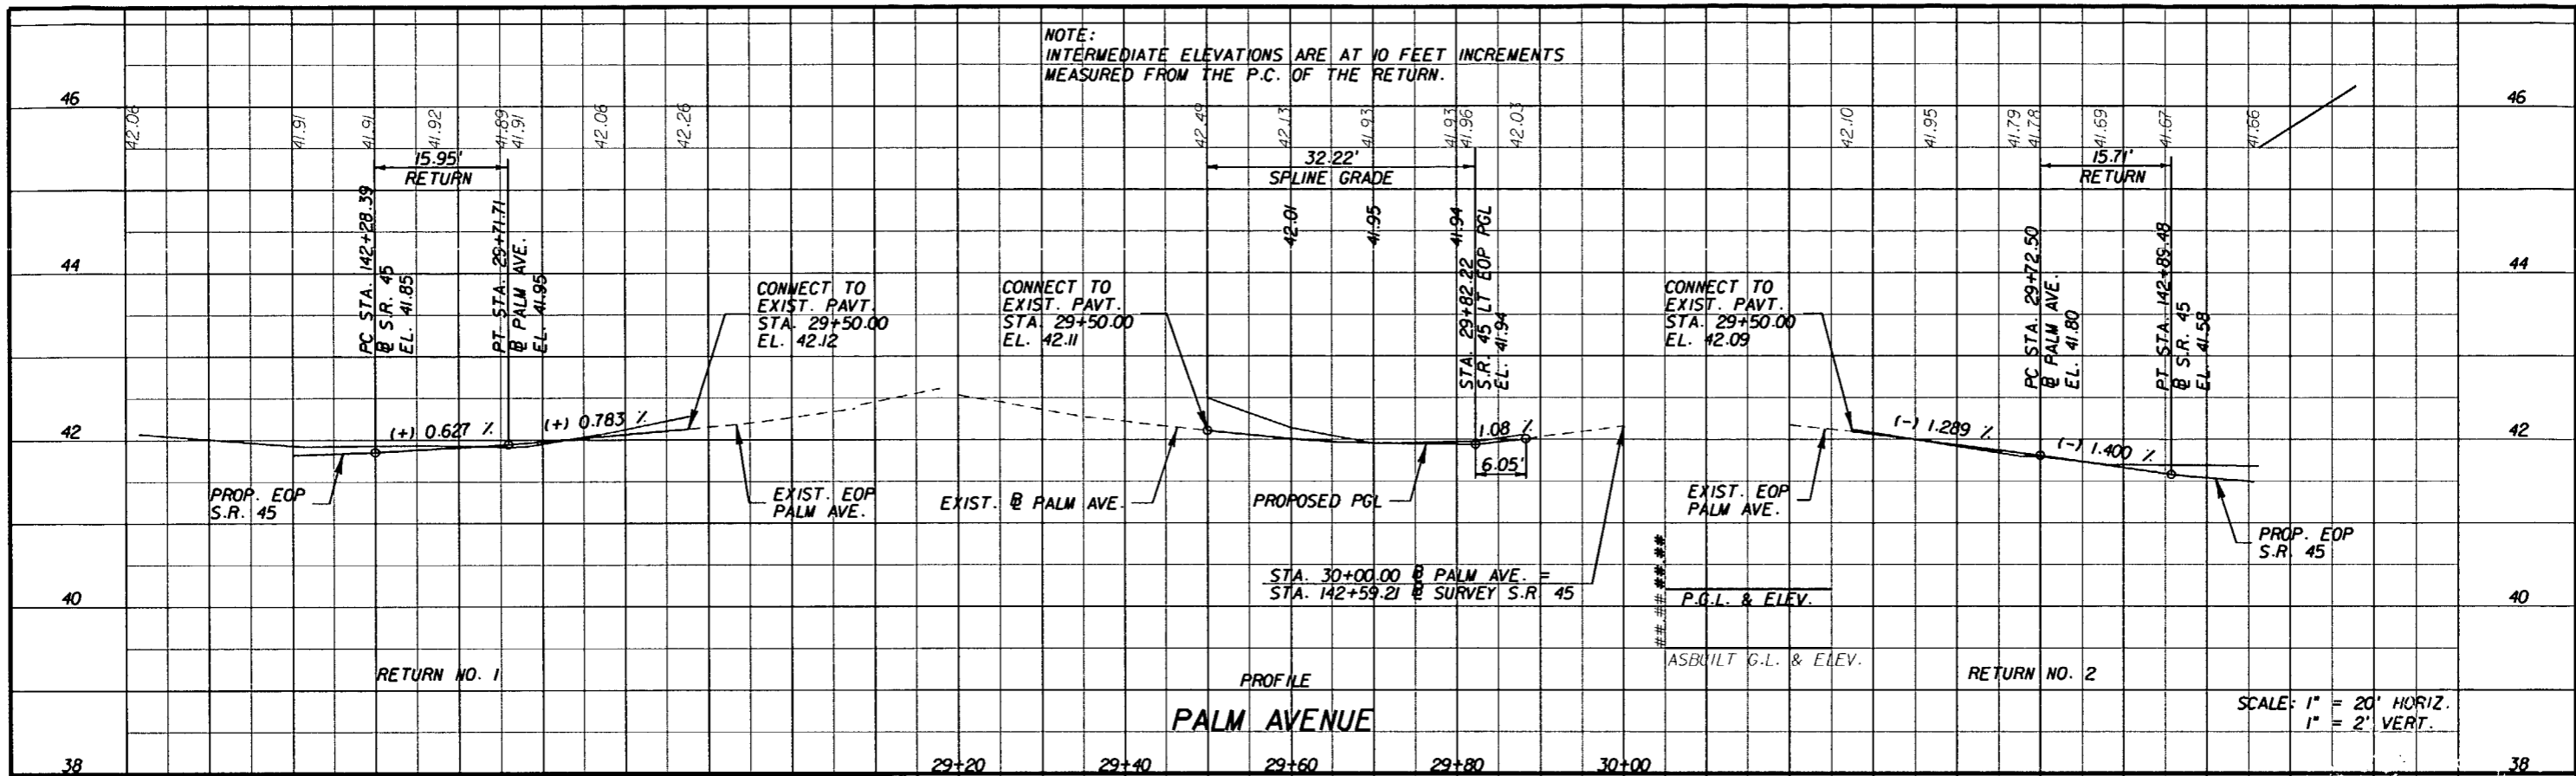 NOTE:
INTERMEDIATE ELEVATIONS ARE AT 10 FEET INCREMENTS
MEASURED FROM THE P.C. OF THE RETURN.
46
42.06
41.91
41.91
41.92
41.89
41.91
42.06
42.26
42.49
42.13
41.93
41.93
41.96
42.03
42.10
41.95
41.79
41.78
41.69
41.67
41.66
46
15.95'
RETURN
32.22'
SPLINE GRADE
15.71'
RETURN
PC STA. 142+28.39
℄ S.R. 45
EL. 41.85
PT STA. 29+71.71
℄ PALM AVE.
EL. 41.95
42.01
41.95
41.94
STA. 29+82.22
S.R. 45 LT EOP PGL
EL. 41.94
PC STA. 29+72.50
℄ PALM AVE.
EL. 41.80
PT STA. 142+89.48
℄ S.R. 45
EL. 41.58
44
44
CONNECT TO
EXIST. PAVT.
STA. 29+50.00
EL. 42.12
CONNECT TO
EXIST. PAVT.
STA. 29+50.00
EL. 42.11
CONNECT TO
EXIST. PAVT.
STA. 29+50.00
EL. 42.09
42
(+) 0.627 %
(+) 0.783 %
1.08 %
6.05'
(-) 1.289 %
(-) 1.400 %
42
PROP. EOP
S.R. 45
EXIST. EOP
PALM AVE.
EXIST. ℄ PALM AVE.
PROPOSED PGL
EXIST. EOP
PALM AVE.
PROP. EOP
S.R. 45
STA. 30+00.00 ℄ PALM AVE. =
STA. 142+59.21 ℄ SURVEY S.R. 45
40
##.##
##.##
P.G.L. & ELEV.
ASBUILT G.L. & ELEV.
40
RETURN NO. 1
PROFILE
RETURN NO. 2
PALM AVENUE
SCALE: 1" = 20' HORIZ.
1" = 2' VERT.
38
29+20
29+40
29+60
29+80
30+00
38